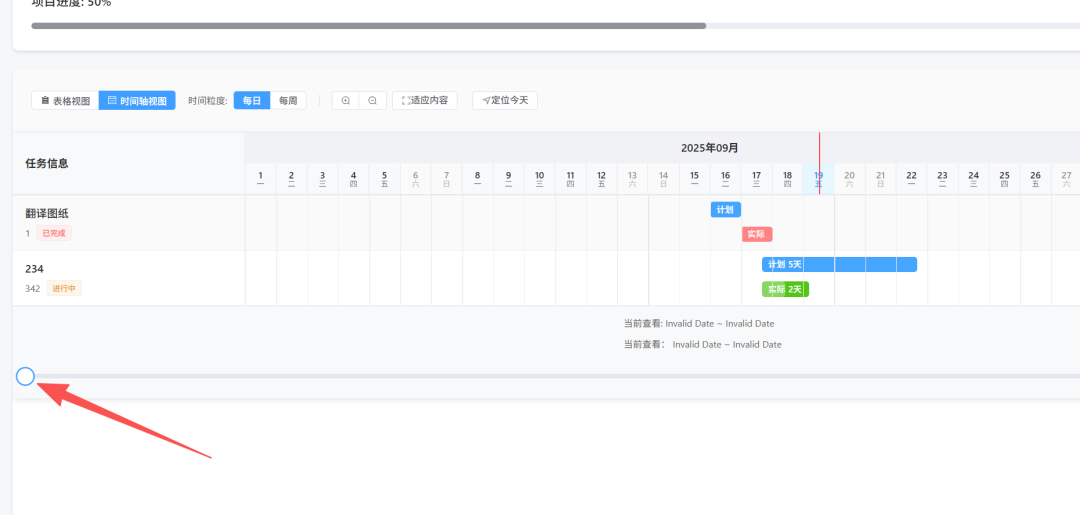 项目进度: 50%
表格视图 时间轴视图 时间粒度: 每日 每周 适应内容 定位今天
任务信息 2025年09月
1 2 3 4 5 6 7 8 9 10 11 12 13 14 15 16 17 18 19 20 21 22 23 24 25 26 27
一 二 三 四 五 六 日 一 二 三 四 五 六 日 一 二 三 四 五 六 日 一 二 三 四 五 六
翻译图纸 计划
1 已完成 实际
234 计划 5天
342 进行中 实际 2天
当前查看: Invalid Date ~ Invalid Date
当前查看： Invalid Date ~ Invalid Date